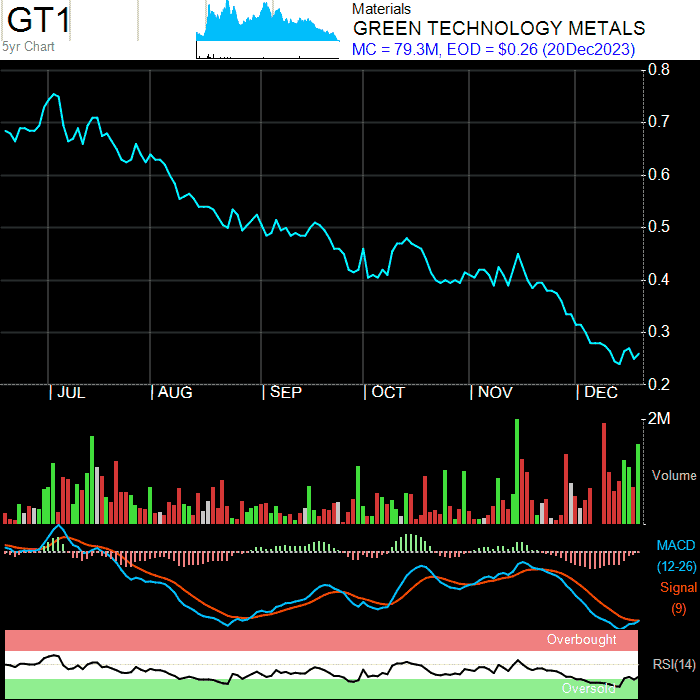 GT1
5yr Chart
Materials
GREEN TECHNOLOGY METALS
MC = 79.3M, EOD = $0.26 (20Dec2023)
0.8
0.7
0.6
0.5
0.4
0.3
0.2
JUL AUG SEP OCT NOV DEC
2M
Volume
MACD
(12-26)
Signal
(9)
Overbought
RSI(14)
Oversold